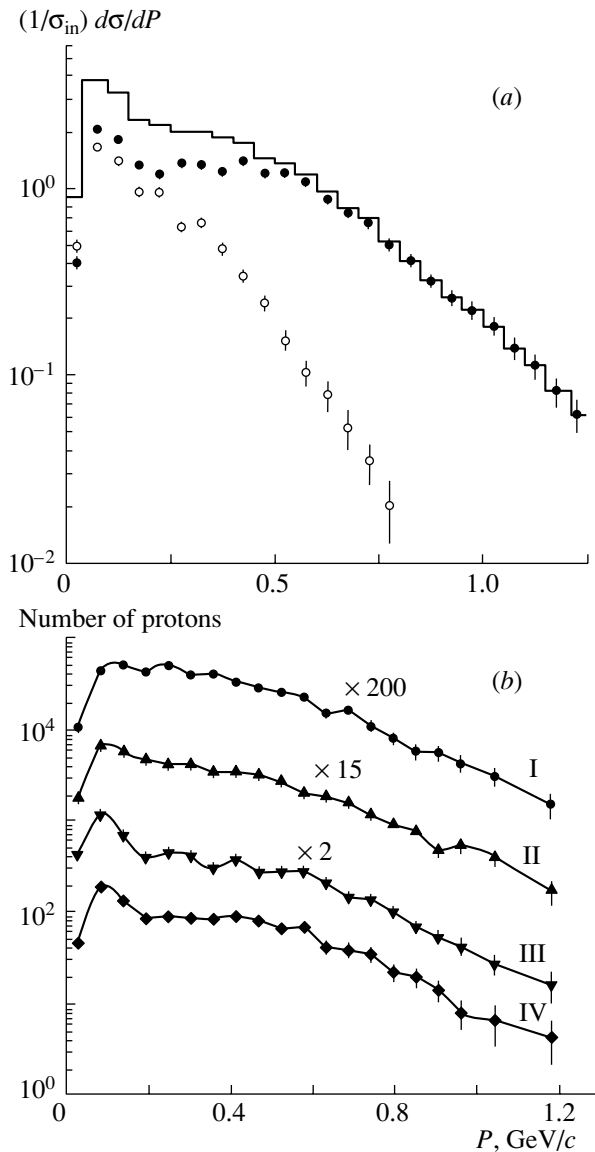 (1/σin) dσ/dP
(a)
10^0
10^-1
10^-2
0 0.5 1.0
Number of protons
(b)
× 200
10^4
I
× 15
II
× 2
10^2
III
IV
10^0
0 0.4 0.8 1.2
P, GeV/c